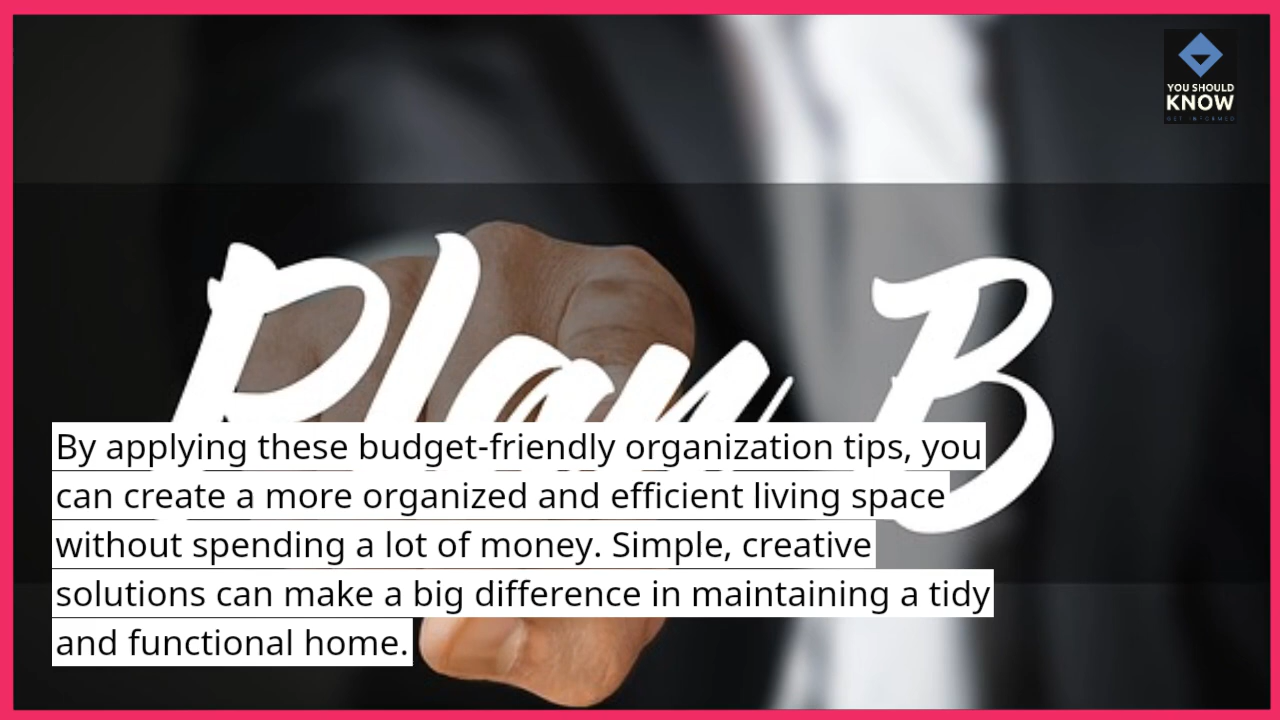 YOU SHOULD
KNOW
GET INFORMED
Plan B
By applying these budget-friendly organization tips, you
can create a more organized and efficient living space
without spending a lot of money. Simple, creative
solutions can make a big difference in maintaining a tidy
and functional home.